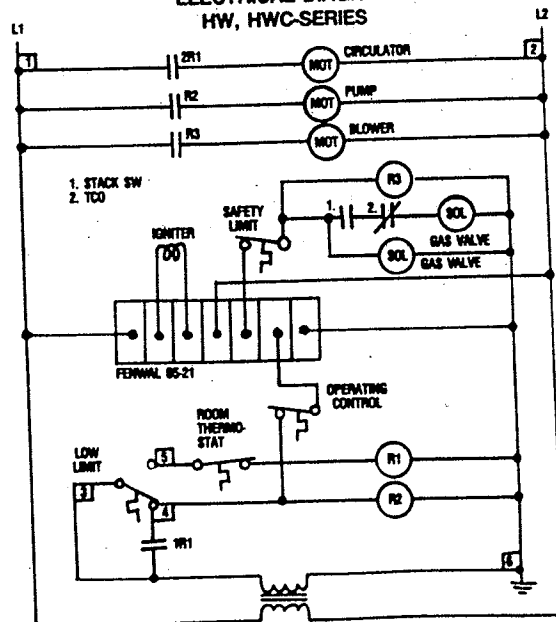 HW, HWC-SERIES
L1
L2
1
2R1
MOT
CIRCULATOR
2
R2
MOT
PUMP
R3
MOT
BLOWER
1. STACK SW
2. TCO
R3
SAFETY
LIMIT
1.
2.
SOL
GAS VALVE
IGNITER
SOL
GAS VALVE
FENWAL 05-21
OPERATING
CONTROL
ROOM
THERMO-
STAT
LOW
LIMIT
5
R1
3
4
R2
1R1
6